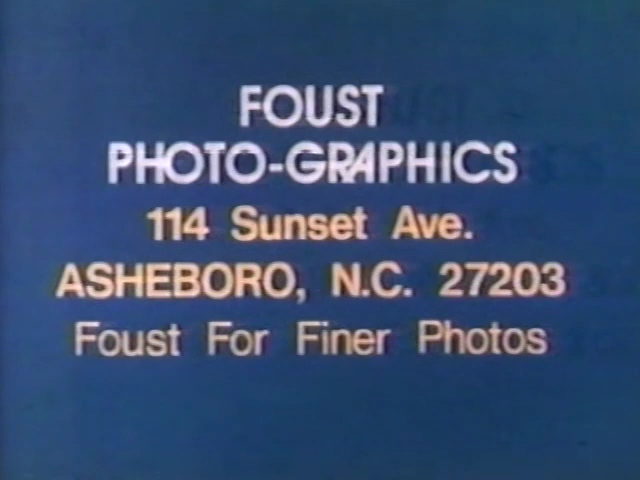 FOUST
PHOTO-GRAPHICS
114 Sunset Ave.
ASHEBORO, N.C. 27203
Foust For Finer Photos